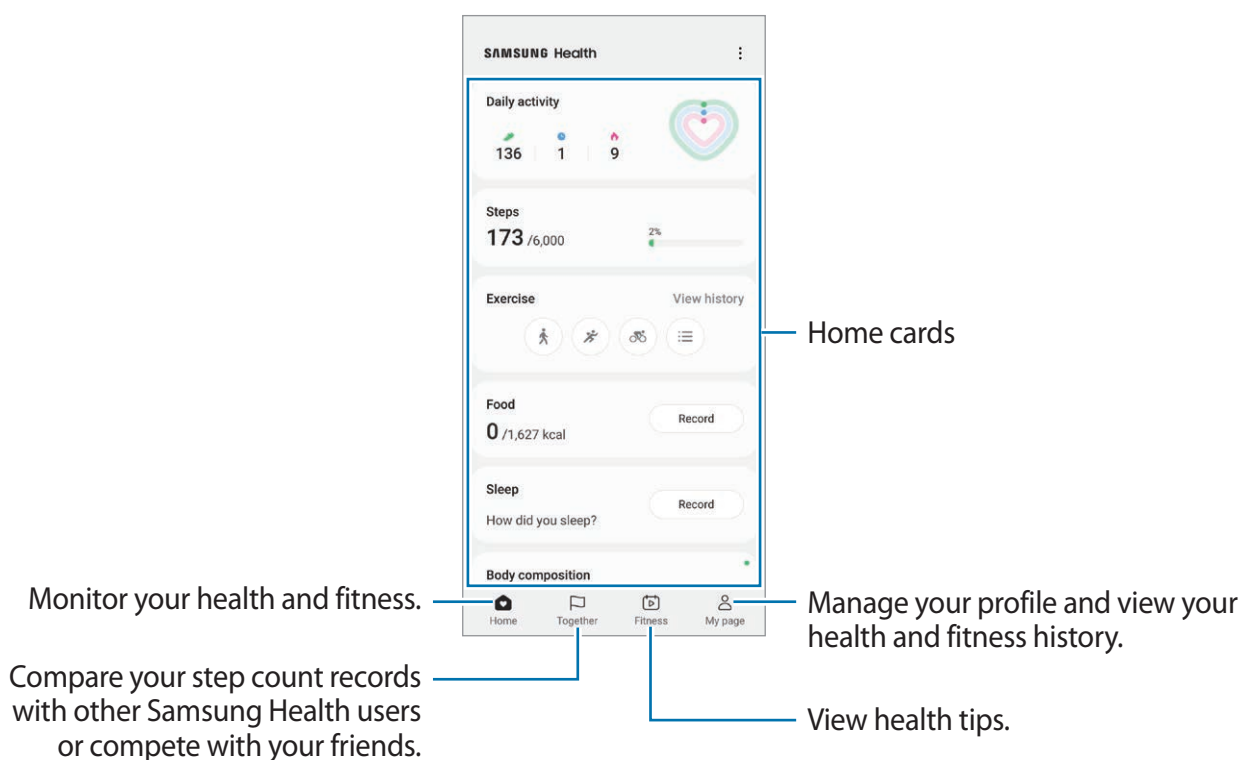 SAMSUNG Health
Daily activity
136 1 9
Steps
173 /6,000
2%
Exercise
View history
Home cards
Food
0 /1,627 kcal
Record
Sleep
How did you sleep?
Record
Body composition
Home
Together
Fitness
My page
Monitor your health and fitness.
Manage your profile and view your
health and fitness history.
Compare your step count records
with other Samsung Health users
or compete with your friends.
View health tips.